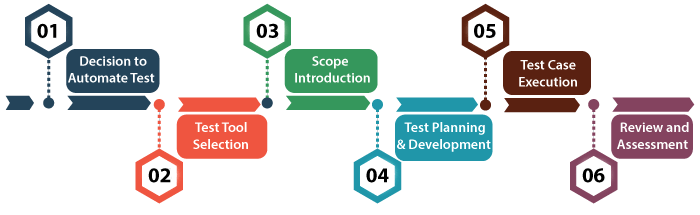 01
Decision to
Automate Test
02
Test Tool
Selection
03
Scope
Introduction
04
Test Planning
& Development
05
Test Case
Execution
06
Review and
Assessment